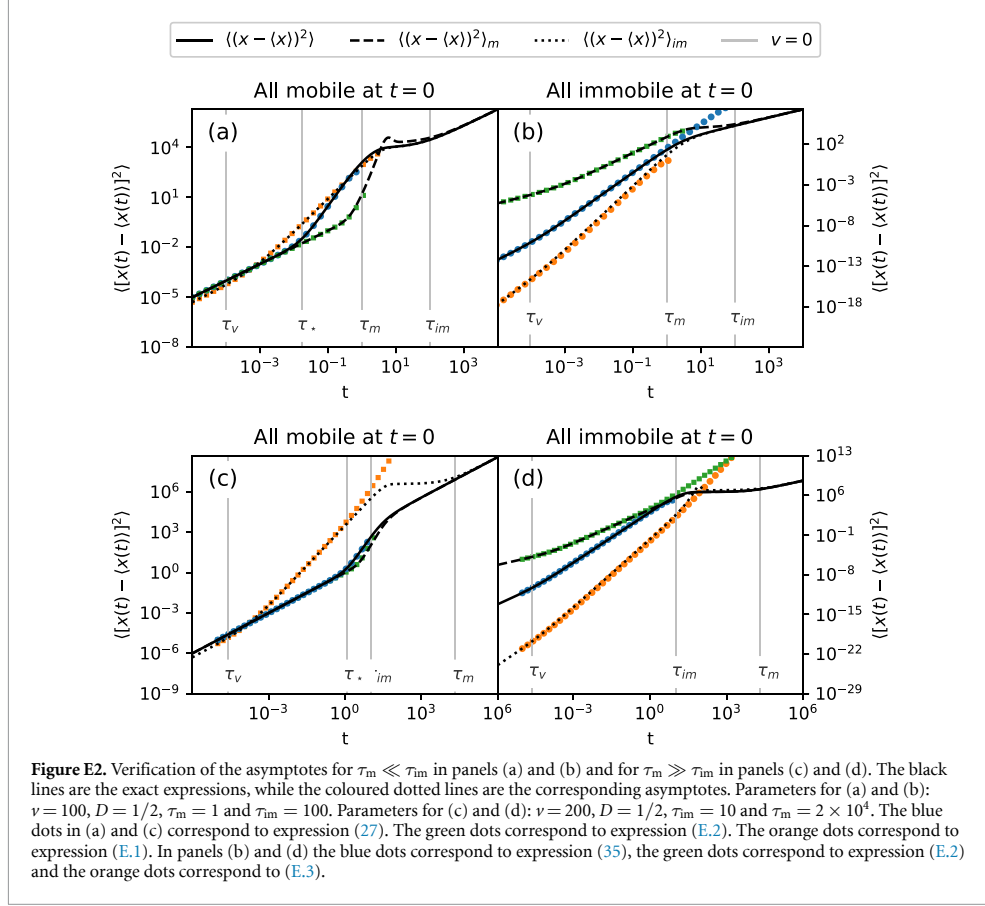 ⟨(x − ⟨x⟩)²⟩ ⟨(x − ⟨x⟩)²⟩m ⟨(x − ⟨x⟩)²⟩im v = 0
All mobile at t = 0 All immobile at t = 0
(a) (b)
10⁴
10¹
10⁻²
10⁻⁵
10⁻⁸
⟨[x(t) − ⟨x(t)⟩]²⟩
τv τ⋆ τm τim
10⁻³ 10⁻¹ 10¹ 10³
t
τv τm τim
10² 
10⁻³
10⁻⁸
10⁻¹³
10⁻¹⁸
⟨[x(t) − ⟨x(t)⟩]²⟩
10⁻³ 10⁻¹ 10¹ 10³
t
All mobile at t = 0 All immobile at t = 0
(c) (d)
10⁶
10³
10⁰
10⁻³
10⁻⁶
10⁻⁹
⟨[x(t) − ⟨x(t)⟩]²⟩
τv τ⋆ im τm
10⁻³ 10⁰ 10³ 10⁶
t
τv τim τm
10¹³
10⁶
10⁻¹
10⁻⁸
10⁻¹⁵
10⁻²²
10⁻²⁹
⟨[x(t) − ⟨x(t)⟩]²⟩
10⁻³ 10⁰ 10³ 10⁶
t
Figure E2. Verification of the asymptotes for τm ≪ τim in panels (a) and (b) and for τm ≫ τim in panels (c) and (d). The black
lines are the exact expressions, while the coloured dotted lines are the corresponding asymptotes. Parameters for (a) and (b):
v = 100, D = 1/2, τm = 1 and τim = 100. Parameters for (c) and (d): v = 200, D = 1/2, τim = 10 and τm = 2 × 10⁴. The blue
dots in (a) and (c) correspond to expression (27). The green dots correspond to expression (E.2). The orange dots correspond to
expression (E.1). In panels (b) and (d) the blue dots correspond to expression (35), the green dots correspond to expression (E.2)
and the orange dots correspond to (E.3).